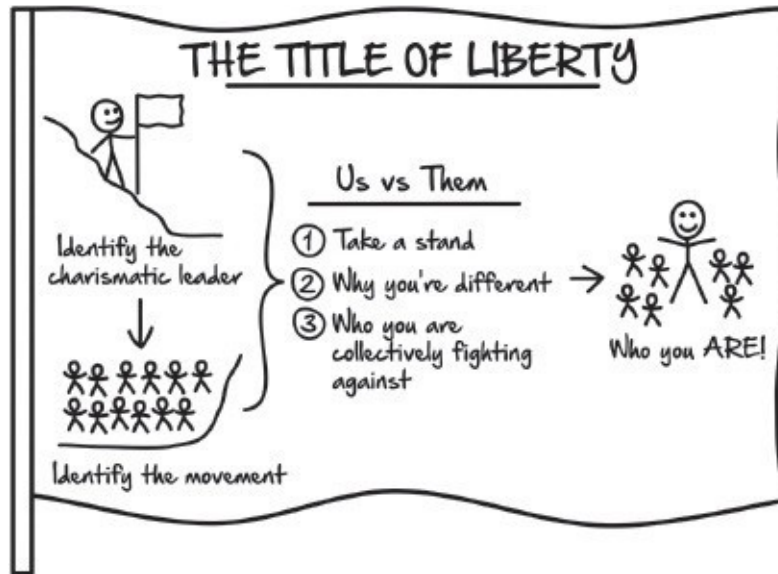 THE TITLE OF LIBERTY
Identify the
charismatic leader
Identify the movement
Us vs Them
1 Take a stand
2 Why you're different
3 Who you are
collectively fighting
against
Who you ARE!